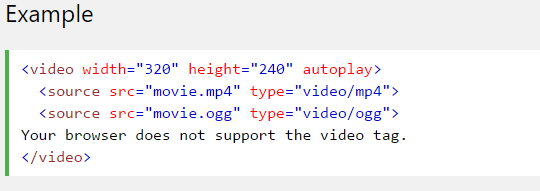 Example
<video width="320" height="240" autoplay>
  <source src="movie.mp4" type="video/mp4">
  <source src="movie.ogg" type="video/ogg">
Your browser does not support the video tag.
</video>